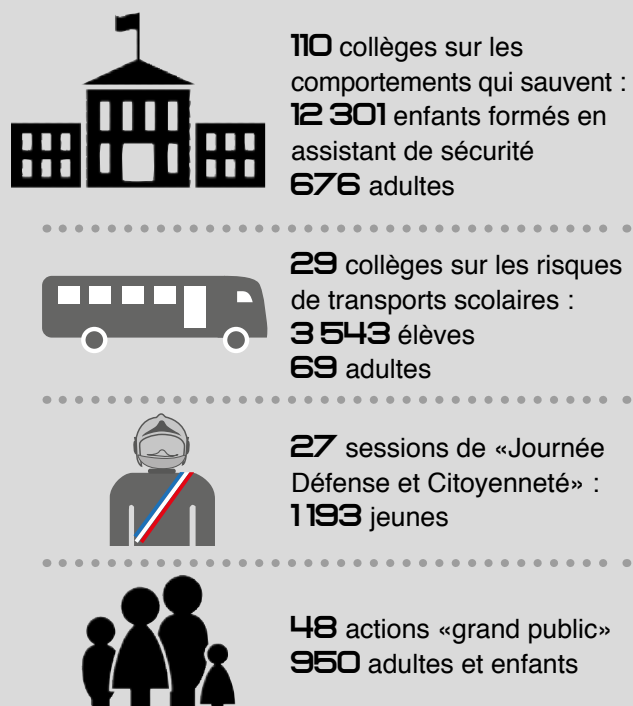 110 collèges sur les
comportements qui sauvent :
12 301 enfants formés en
assistant de sécurité
676 adultes
29 collèges sur les risques
de transports scolaires :
3 543 élèves
69 adultes
27 sessions de «Journée
Défense et Citoyenneté» :
1 193 jeunes
48 actions «grand public»
950 adultes et enfants